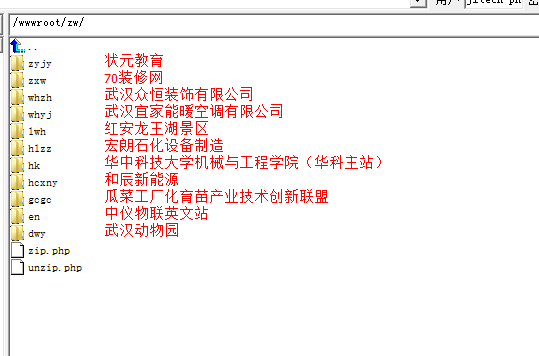 /wwwroot/zw/
..
zyjy 状元教育
zxw 70装修网
whzh 武汉众恒装饰有限公司
whyj 武汉宜家能暖空调有限公司
lwh 红安龙王湖景区
hlzz 宏朗石化设备制造
hk 华中科技大学机械与工程学院（华科主站）
hcxny 和辰新能源
gcgc 瓜菜工厂化育苗产业技术创新联盟
en 中仪物联英文站
dwy 武汉动物园
zip.php
unzip.php